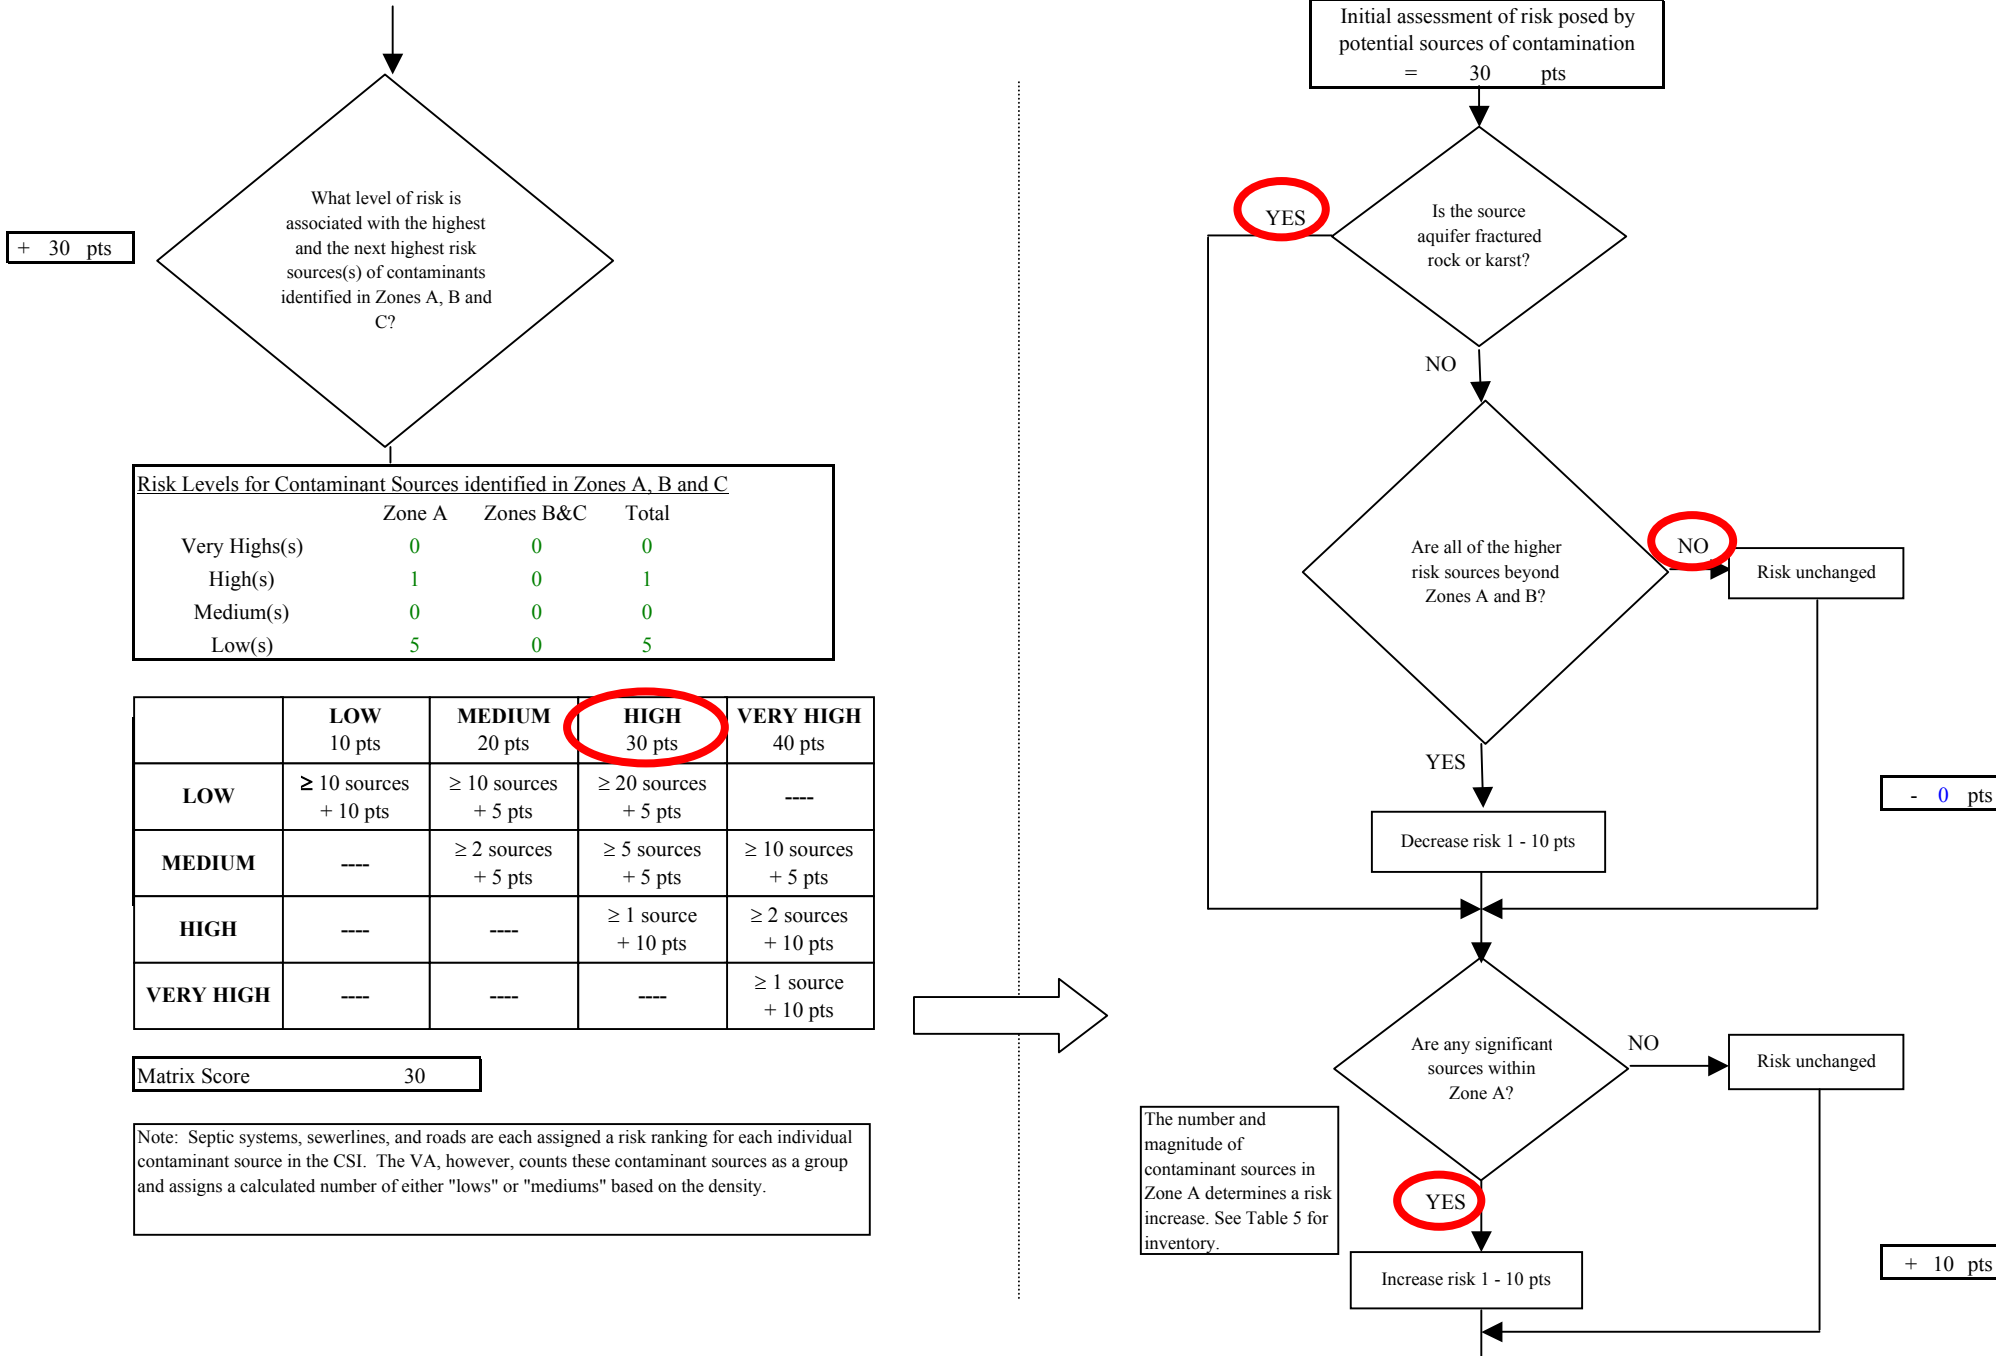 + 30 pts
What level of risk is
associated with the highest
and the next highest risk
sources(s) of contaminants
identified in Zones A, B and
C?
Risk Levels for Contaminant Sources identified in Zones A, B and C
Zone A Zones B&C Total
Very Highs(s) 0 0 0
High(s) 1 0 1
Medium(s) 0 0 0
Low(s) 5 0 5
LOW MEDIUM HIGH VERY HIGH
10 pts 20 pts 30 pts 40 pts
LOW ≥ 10 sources + 10 pts ≥ 10 sources + 5 pts ≥ 20 sources + 5 pts ----
MEDIUM ---- ≥ 2 sources + 5 pts ≥ 5 sources + 5 pts ≥ 10 sources + 5 pts
HIGH ---- ---- ≥ 1 source + 10 pts ≥ 2 sources + 10 pts
VERY HIGH ---- ---- ---- ≥ 1 source + 10 pts
Matrix Score 30
Note: Septic systems, sewerlines, and roads are each assigned a risk ranking for each individual
contaminant source in the CSI. The VA, however, counts these contaminant sources as a group
and assigns a calculated number of either "lows" or "mediums" based on the density.
Initial assessment of risk posed by
potential sources of contamination
= 30 pts
YES
Is the source
aquifer fractured
rock or karst?
NO
Are all of the higher
risk sources beyond
Zones A and B?
NO
Risk unchanged
YES
Decrease risk 1 - 10 pts
- 0 pts
Are any significant
sources within
Zone A?
NO
Risk unchanged
The number and
magnitude of
contaminant sources in
Zone A determines a risk
increase. See Table 5 for
inventory.
YES
Increase risk 1 - 10 pts
+ 10 pts